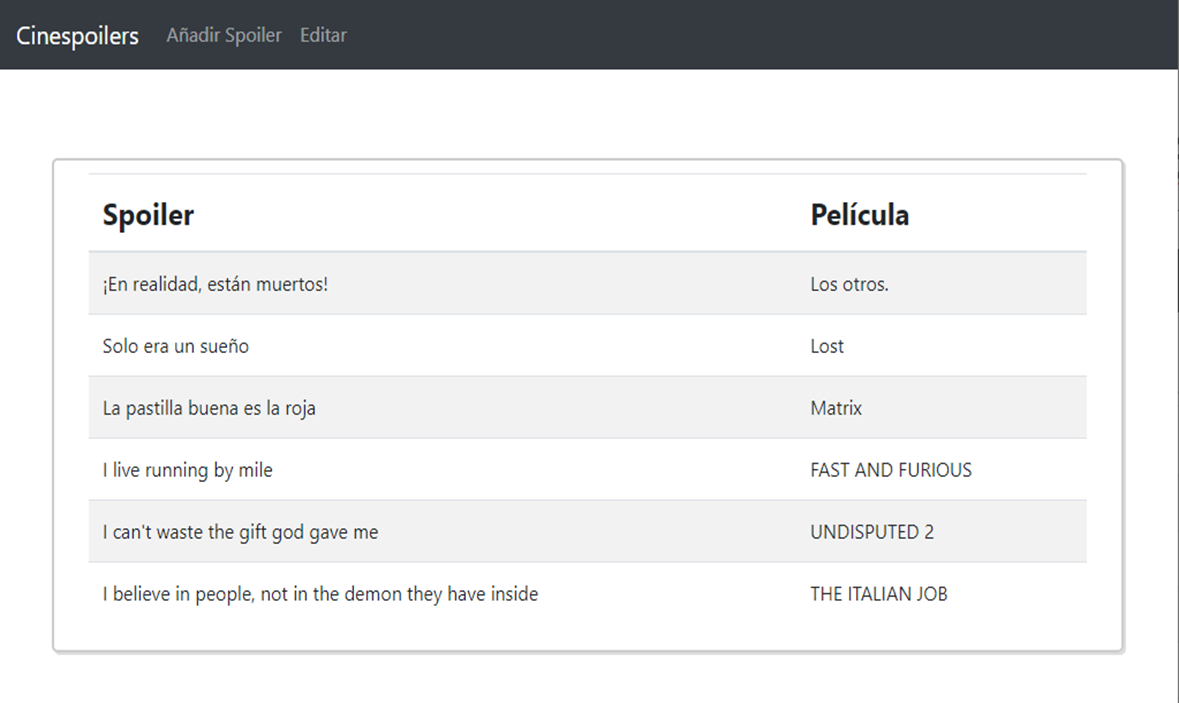 Cinespoilers Añadir Spoiler Editar
Spoiler Película
¡En realidad, están muertos! Los otros.
Solo era un sueño Lost
La pastilla buena es la roja Matrix
I live running by mile FAST AND FURIOUS
I can't waste the gift god gave me UNDISPUTED 2
I believe in people, not in the demon they have inside THE ITALIAN JOB